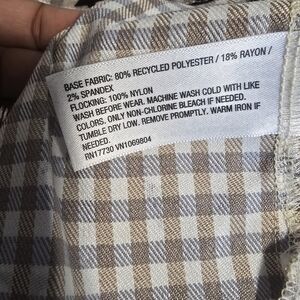 BASE FABRIC: 80% RECYCLED POLYESTER / 18% RAYON /
2% SPANDEX
FLOCKING: 100% NYLON
WASH BEFORE WEAR. MACHINE WASH COLD WITH LIKE
COLORS. ONLY NON-CHLORINE BLEACH IF NEEDED.
TUMBLE DRY LOW. REMOVE PROMPTLY. WARM IRON IF
NEEDED.
RN17730 VN1069804